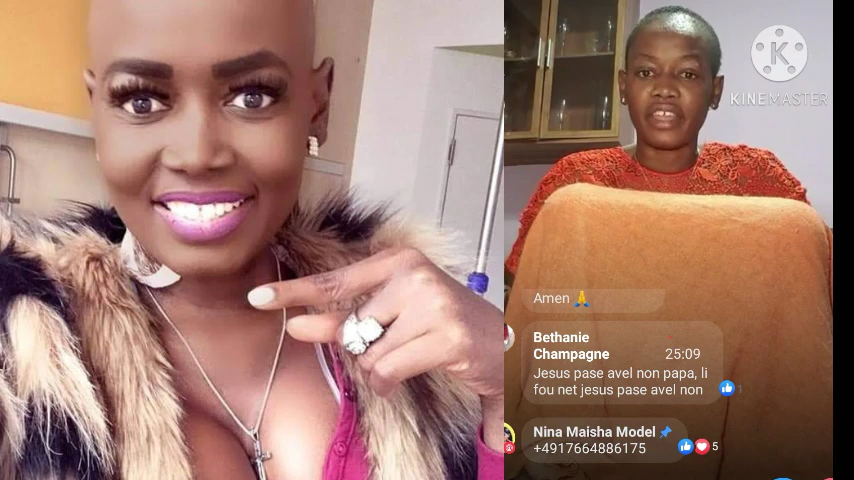 K
KINEMASTER
Amen 🙏
Bethanie
Champagne 25:09
Jesus pase avel non papa, li
fou net jesus pase avel non
1
Nina Maisha Model 📌
+4917664886175
5